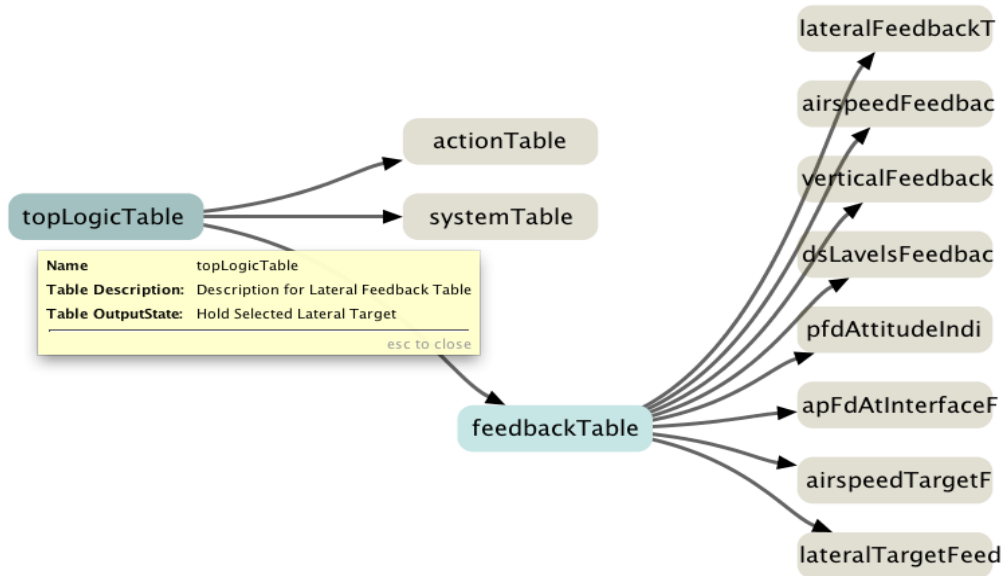 lateralFeedbackT
airspeedFeedbac
actionTable
verticalFeedback
topLogicTable
systemTable
dsLavelsFeedbac
Name topLogicTable
Table Description: Description for Lateral Feedback Table
Table OutputState: Hold Selected Lateral Target
esc to close
pfdAttitudeIndi
apFdAtInterfaceF
feedbackTable
airspeedTargetF
lateralTargetFeed